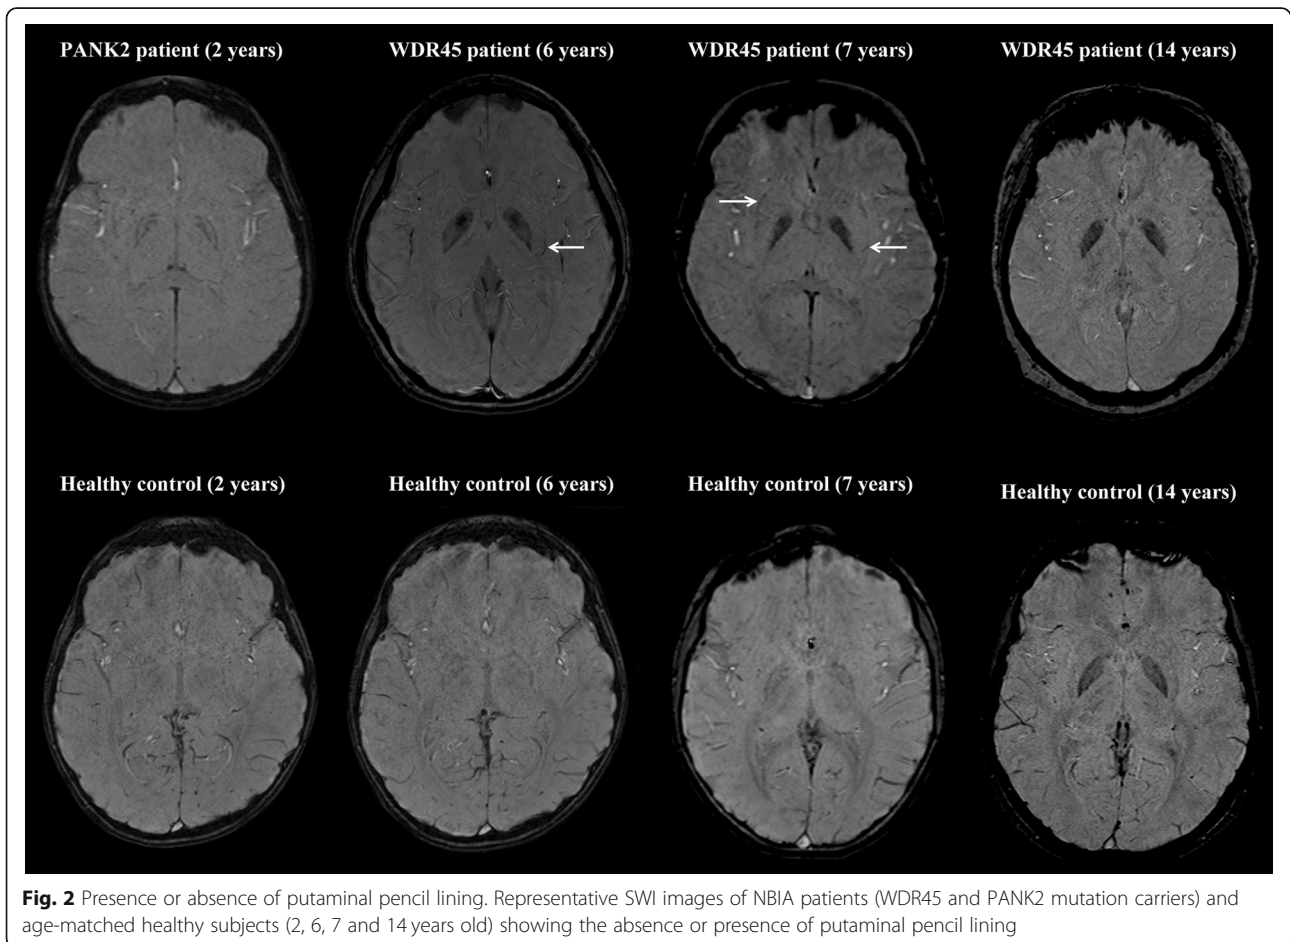 PANK2 patient (2 years)
WDR45 patient (6 years)
WDR45 patient (7 years)
WDR45 patient (14 years)
Healthy control (2 years)
Healthy control (6 years)
Healthy control (7 years)
Healthy control (14 years)
Fig. 2 Presence or absence of putaminal pencil lining. Representative SWI images of NBIA patients (WDR45 and PANK2 mutation carriers) and
age-matched healthy subjects (2, 6, 7 and 14 years old) showing the absence or presence of putaminal pencil lining